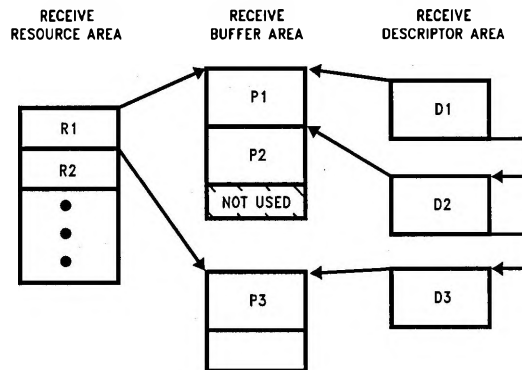 RECEIVE
RESOURCE AREA
RECEIVE
BUFFER AREA
RECEIVE
DESCRIPTOR AREA
R1
R2
P1
P2
NOT USED
P3
D1
D2
D3